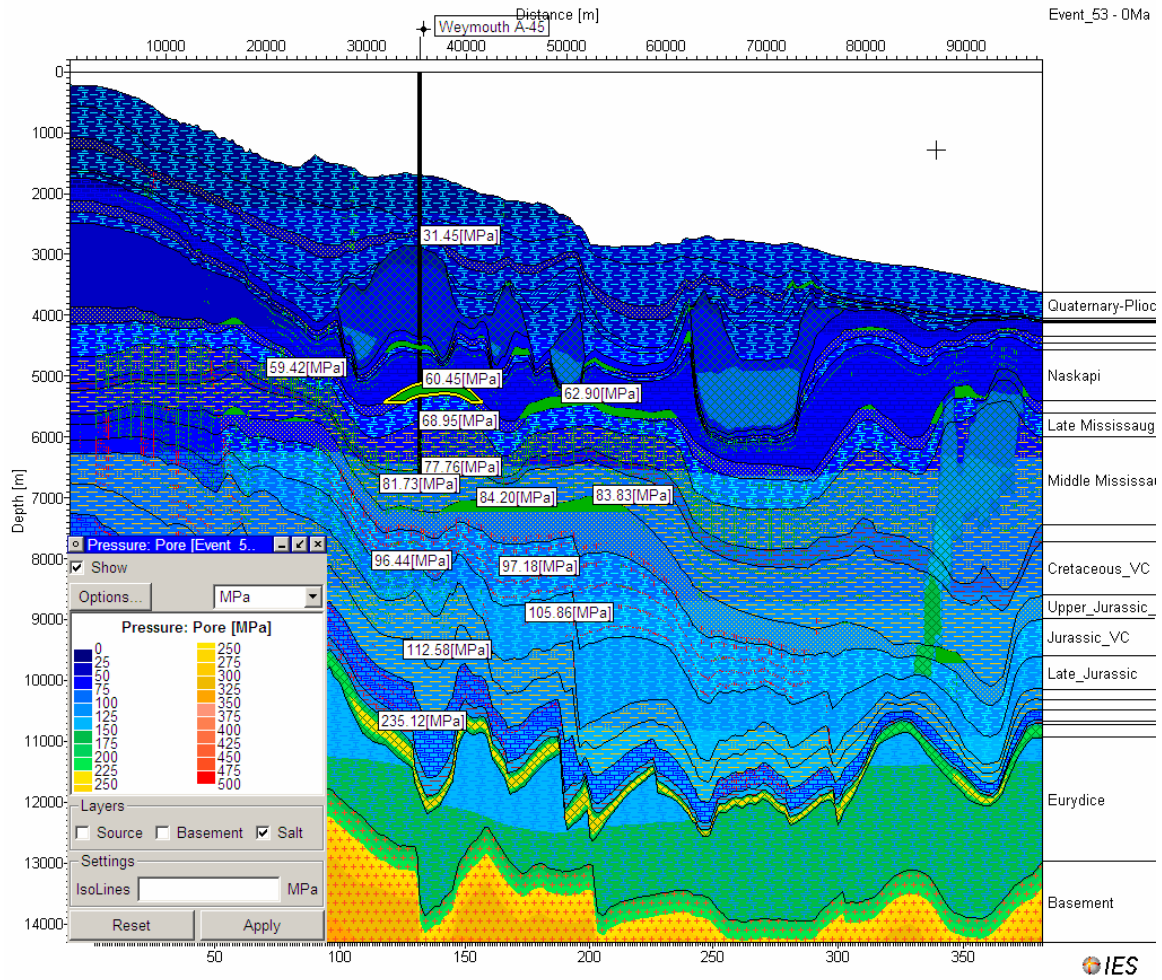 Distance [m]
Event_53 - 0Ma
Weymouth A-45
10000 20000 30000 40000 50000 60000 70000 80000 90000
Depth [m]
0
1000
2000
3000
4000
5000
6000
7000
8000
9000
10000
11000
12000
13000
14000
31.45[MPa]
59.42[MPa]
60.45[MPa]
62.90[MPa]
68.95[MPa]
77.76[MPa]
81.73[MPa]
84.20[MPa]
83.83[MPa]
96.44[MPa]
97.18[MPa]
105.86[MPa]
112.58[MPa]
235.12[MPa]
Quaternary-Plioc
Naskapi
Late Mississaug
Middle Mississau
Cretaceous_VC
Upper_Jurassic_
Jurassic_VC
Late_Jurassic
Eurydice
Basement
Pressure: Pore [Event_5..
Show
Options... MPa
Pressure: Pore [MPa]
0 250
25 250
50 300
75 325
100 350
125 375
150 400
175 425
200 450
225 475
250 500
Layers
Source Basement Salt
Settings
IsoLines MPa
Reset Apply
50 100 150 200 250 300 350
IES